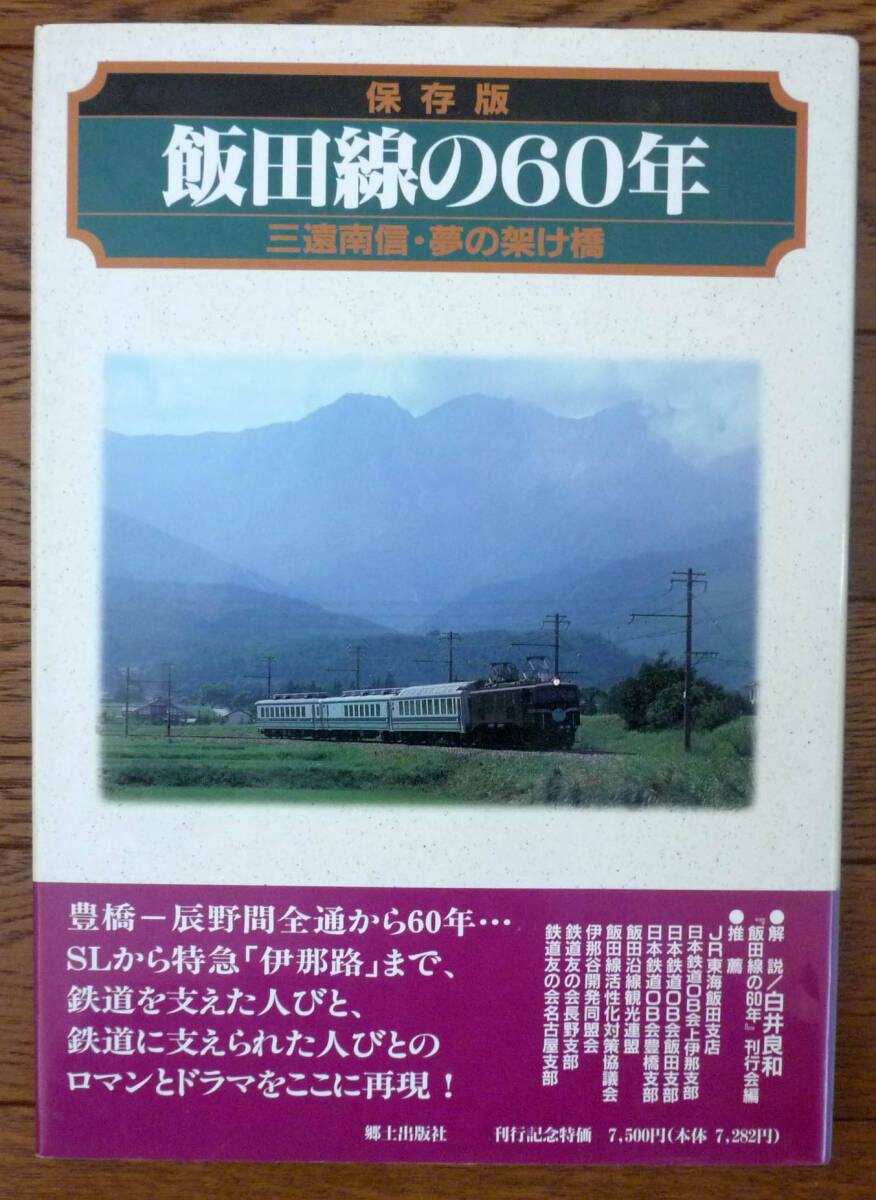 保存版
飯田線の60年
三遠南信・夢の架け橋
豊橋－辰野間全通から60年…
SLから特急「伊那路」まで、
鉄道を支えた人びと、
鉄道に支えられた人びとの
ロマンとドラマをここに再現！
●解説／白井良和
『飯田線の60年』刊行会編
●推薦
JR東海飯田支店
日本鉄道OB会上伊那支部
日本鉄道OB会飯田支部
日本鉄道OB会豊橋支部
飯田沿線観光連盟
飯田線活性化対策協議会
伊那谷開発同盟会
鉄道友の会長野支部
鉄道友の会名古屋支部
郷土出版社 刊行記念特価 7,500円(本体 7,282円)